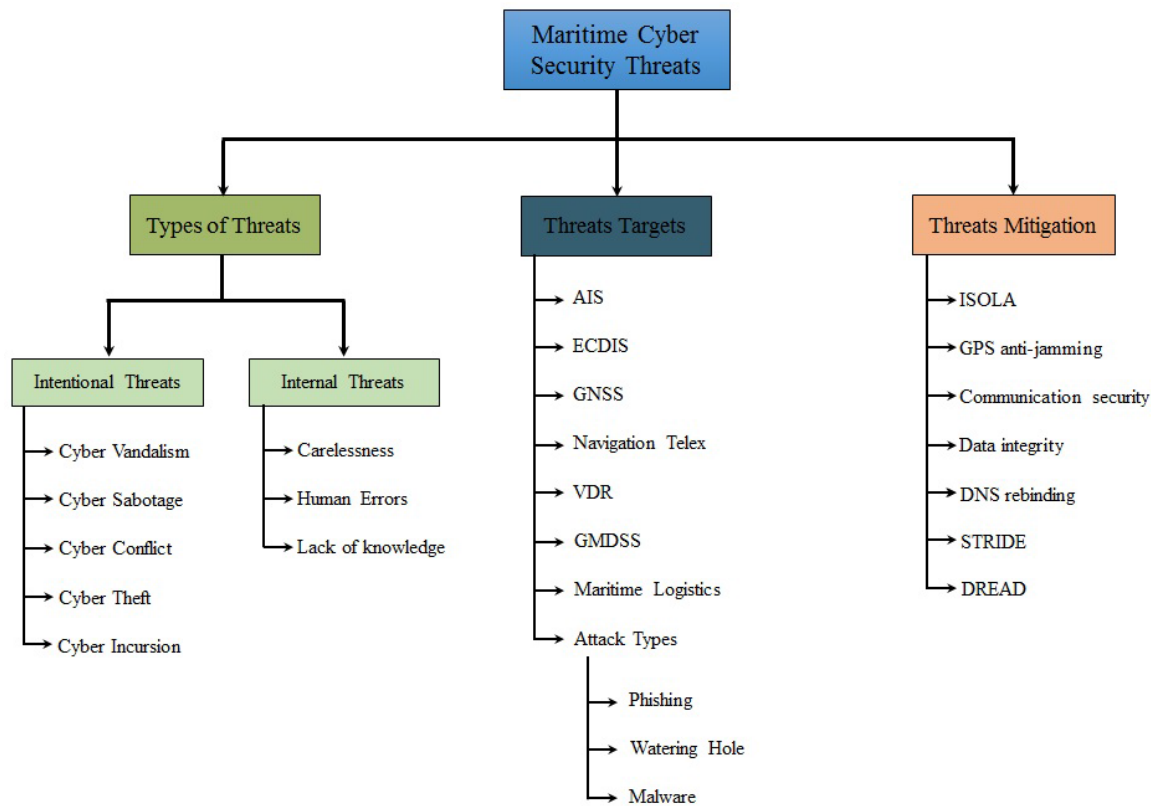 Maritime Cyber
Security Threats
Types of Threats
Threats Targets
Threats Mitigation
Intentional Threats
Cyber Vandalism
Cyber Sabotage
Cyber Conflict
Cyber Theft
Cyber Incursion
Internal Threats
Carelessness
Human Errors
Lack of knowledge
AIS
ECDIS
GNSS
Navigation Telex
VDR
GMDSS
Maritime Logistics
Attack Types
Phishing
Watering Hole
Malware
ISOLA
GPS anti-jamming
Communication security
Data integrity
DNS rebinding
STRIDE
DREAD